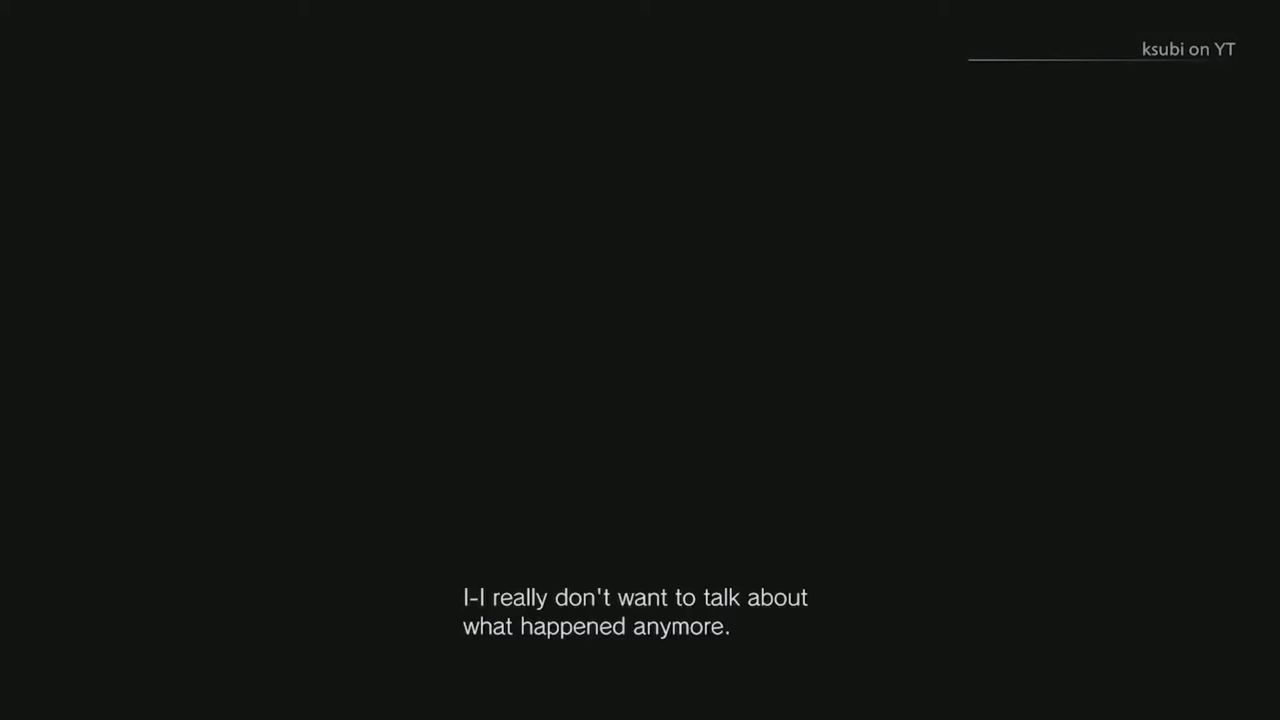 ksubi on YT
I-I really don't want to talk about
what happened anymore.